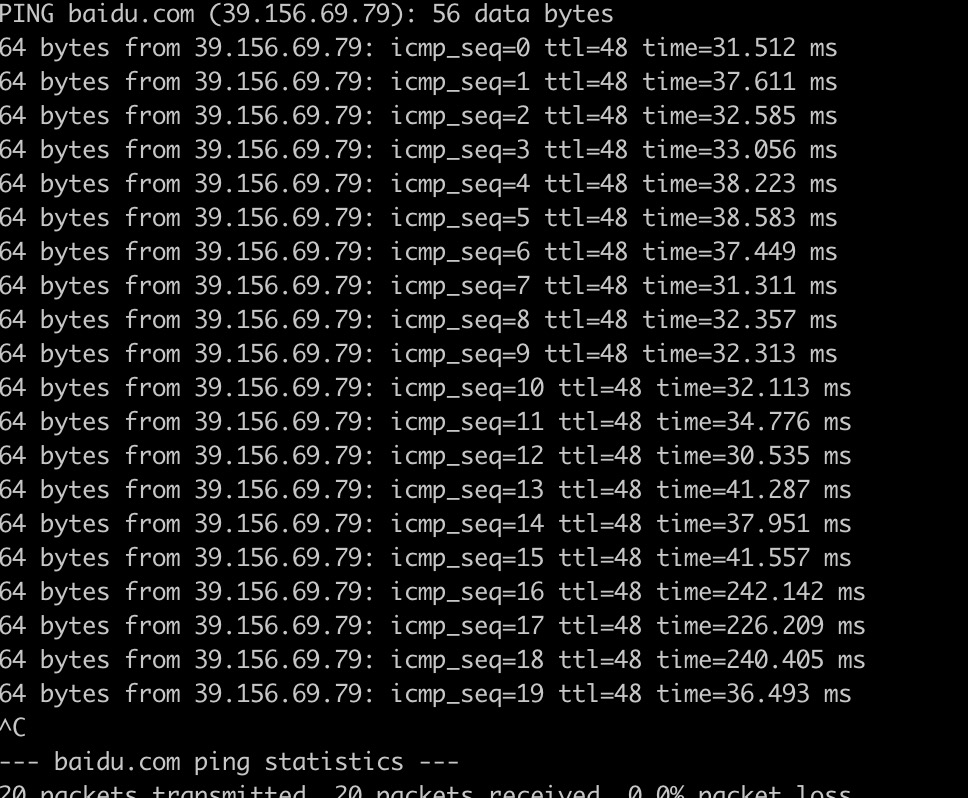 PING baidu.com (39.156.69.79): 56 data bytes
64 bytes from 39.156.69.79: icmp_seq=0 ttl=48 time=31.512 ms
64 bytes from 39.156.69.79: icmp_seq=1 ttl=48 time=37.611 ms
64 bytes from 39.156.69.79: icmp_seq=2 ttl=48 time=32.585 ms
64 bytes from 39.156.69.79: icmp_seq=3 ttl=48 time=33.056 ms
64 bytes from 39.156.69.79: icmp_seq=4 ttl=48 time=38.223 ms
64 bytes from 39.156.69.79: icmp_seq=5 ttl=48 time=38.583 ms
64 bytes from 39.156.69.79: icmp_seq=6 ttl=48 time=37.449 ms
64 bytes from 39.156.69.79: icmp_seq=7 ttl=48 time=31.311 ms
64 bytes from 39.156.69.79: icmp_seq=8 ttl=48 time=32.357 ms
64 bytes from 39.156.69.79: icmp_seq=9 ttl=48 time=32.313 ms
64 bytes from 39.156.69.79: icmp_seq=10 ttl=48 time=32.113 ms
64 bytes from 39.156.69.79: icmp_seq=11 ttl=48 time=34.776 ms
64 bytes from 39.156.69.79: icmp_seq=12 ttl=48 time=30.535 ms
64 bytes from 39.156.69.79: icmp_seq=13 ttl=48 time=41.287 ms
64 bytes from 39.156.69.79: icmp_seq=14 ttl=48 time=37.951 ms
64 bytes from 39.156.69.79: icmp_seq=15 ttl=48 time=41.557 ms
64 bytes from 39.156.69.79: icmp_seq=16 ttl=48 time=242.142 ms
64 bytes from 39.156.69.79: icmp_seq=17 ttl=48 time=226.209 ms
64 bytes from 39.156.69.79: icmp_seq=18 ttl=48 time=240.405 ms
64 bytes from 39.156.69.79: icmp_seq=19 ttl=48 time=36.493 ms
^C
--- baidu.com ping statistics ---
20 packets transmitted, 20 packets received, 0.0% packet loss